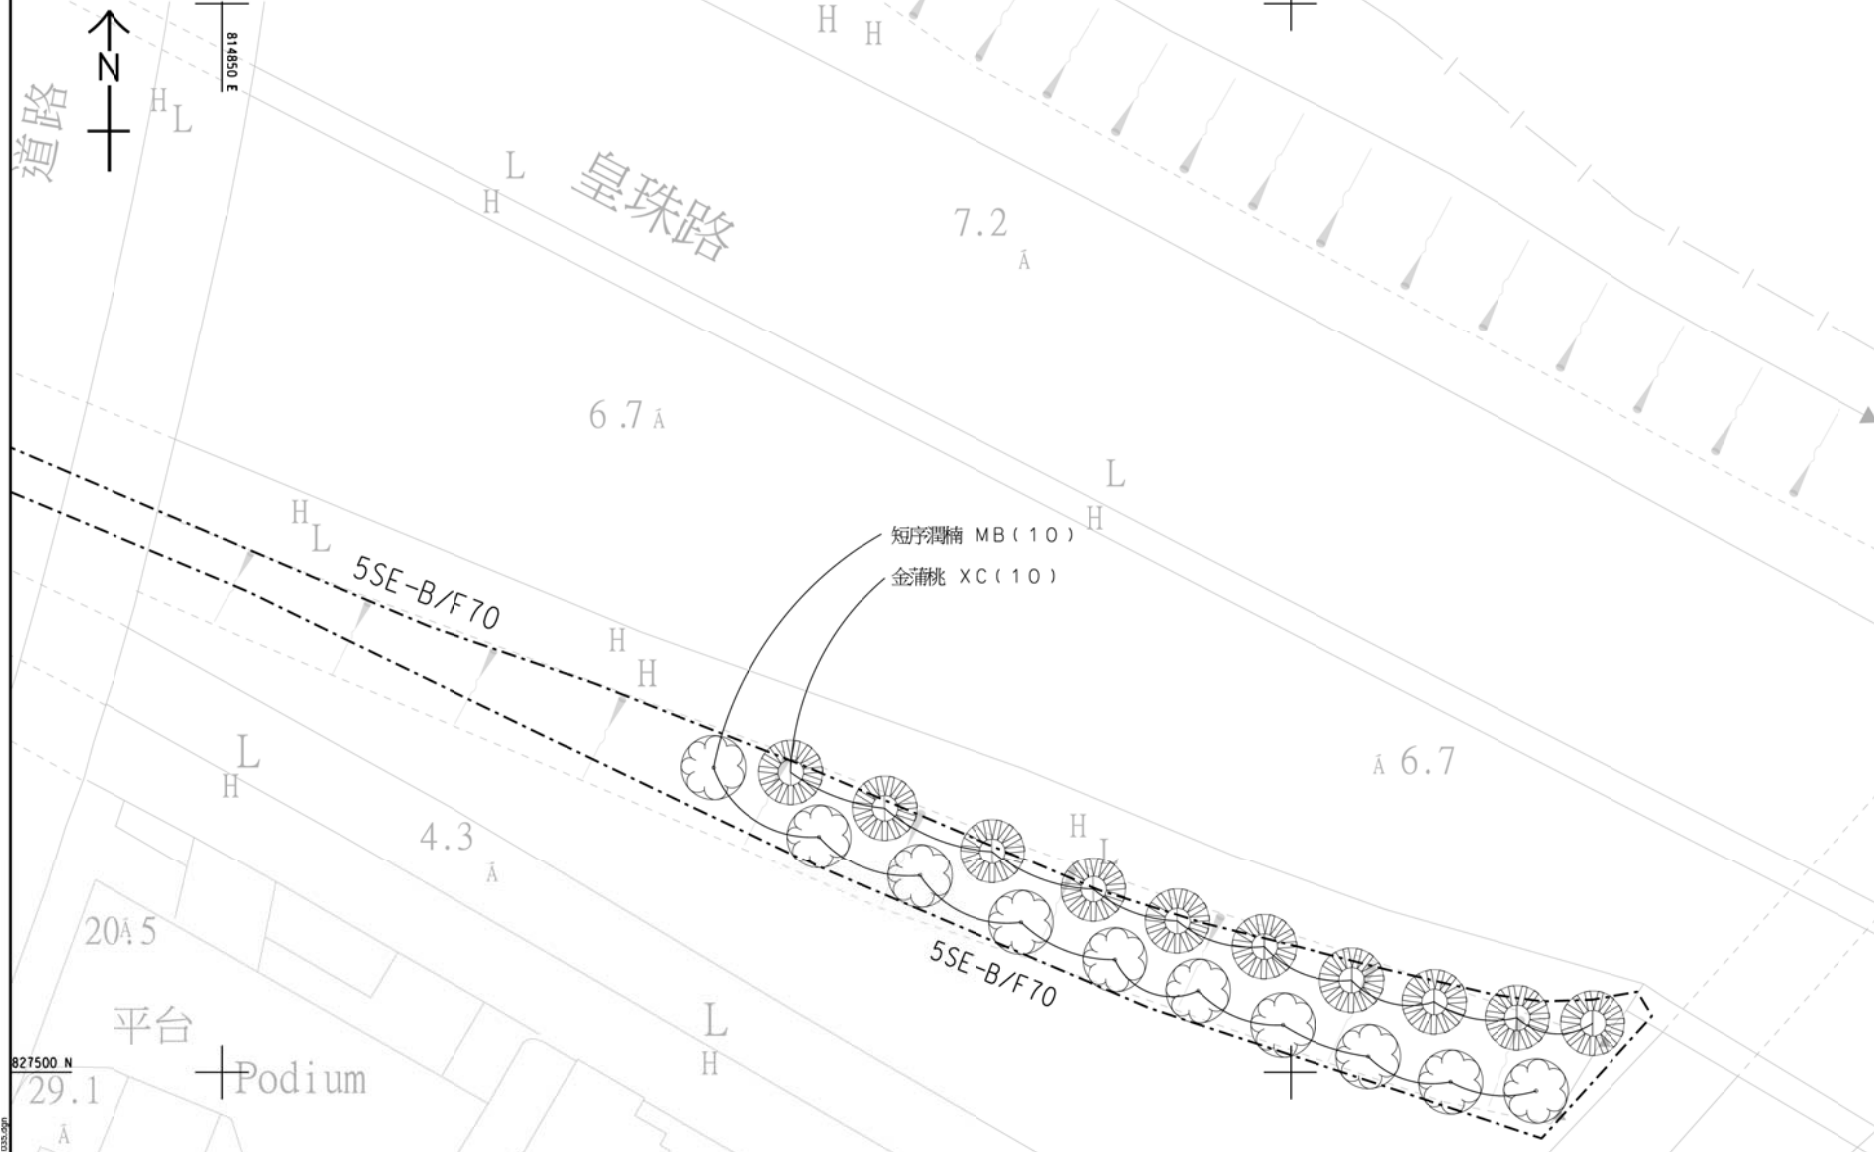 N
814850 E
道路
H
L
H
H
L
H
皇珠路
7.2
Á
6.7 Á
L
H
H
L
5SE-B/F70
短序潤楠 MB(10)
金蒲桃 XC(10)
H
H
L
H
Á 6.7
H
L
4.3
Á
20Á.5
5SE-B/F70
平台
L
H
827500 N
29.1
Podium
Á